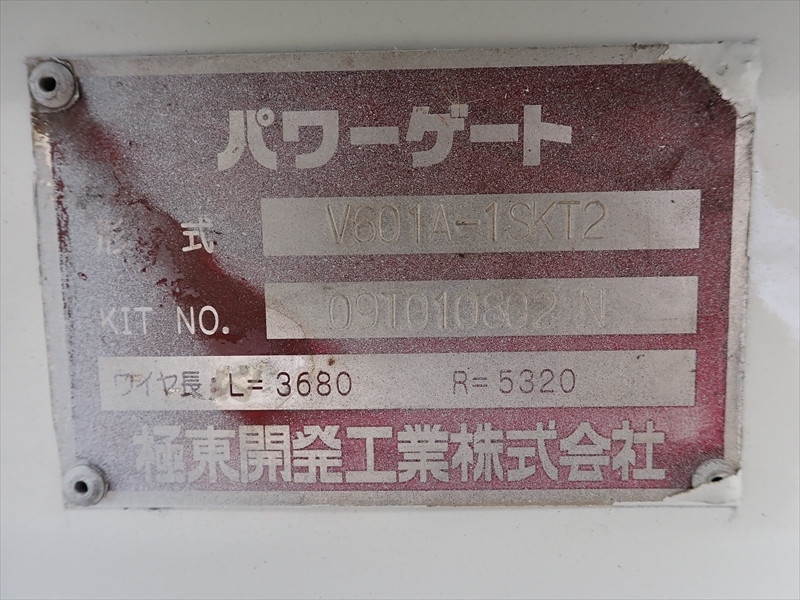 パワーゲート
形式 V601A-1SKT2
KIT NO. 09T010802 N
ワイヤ長: L=3680 R=5320
極東開発工業株式会社